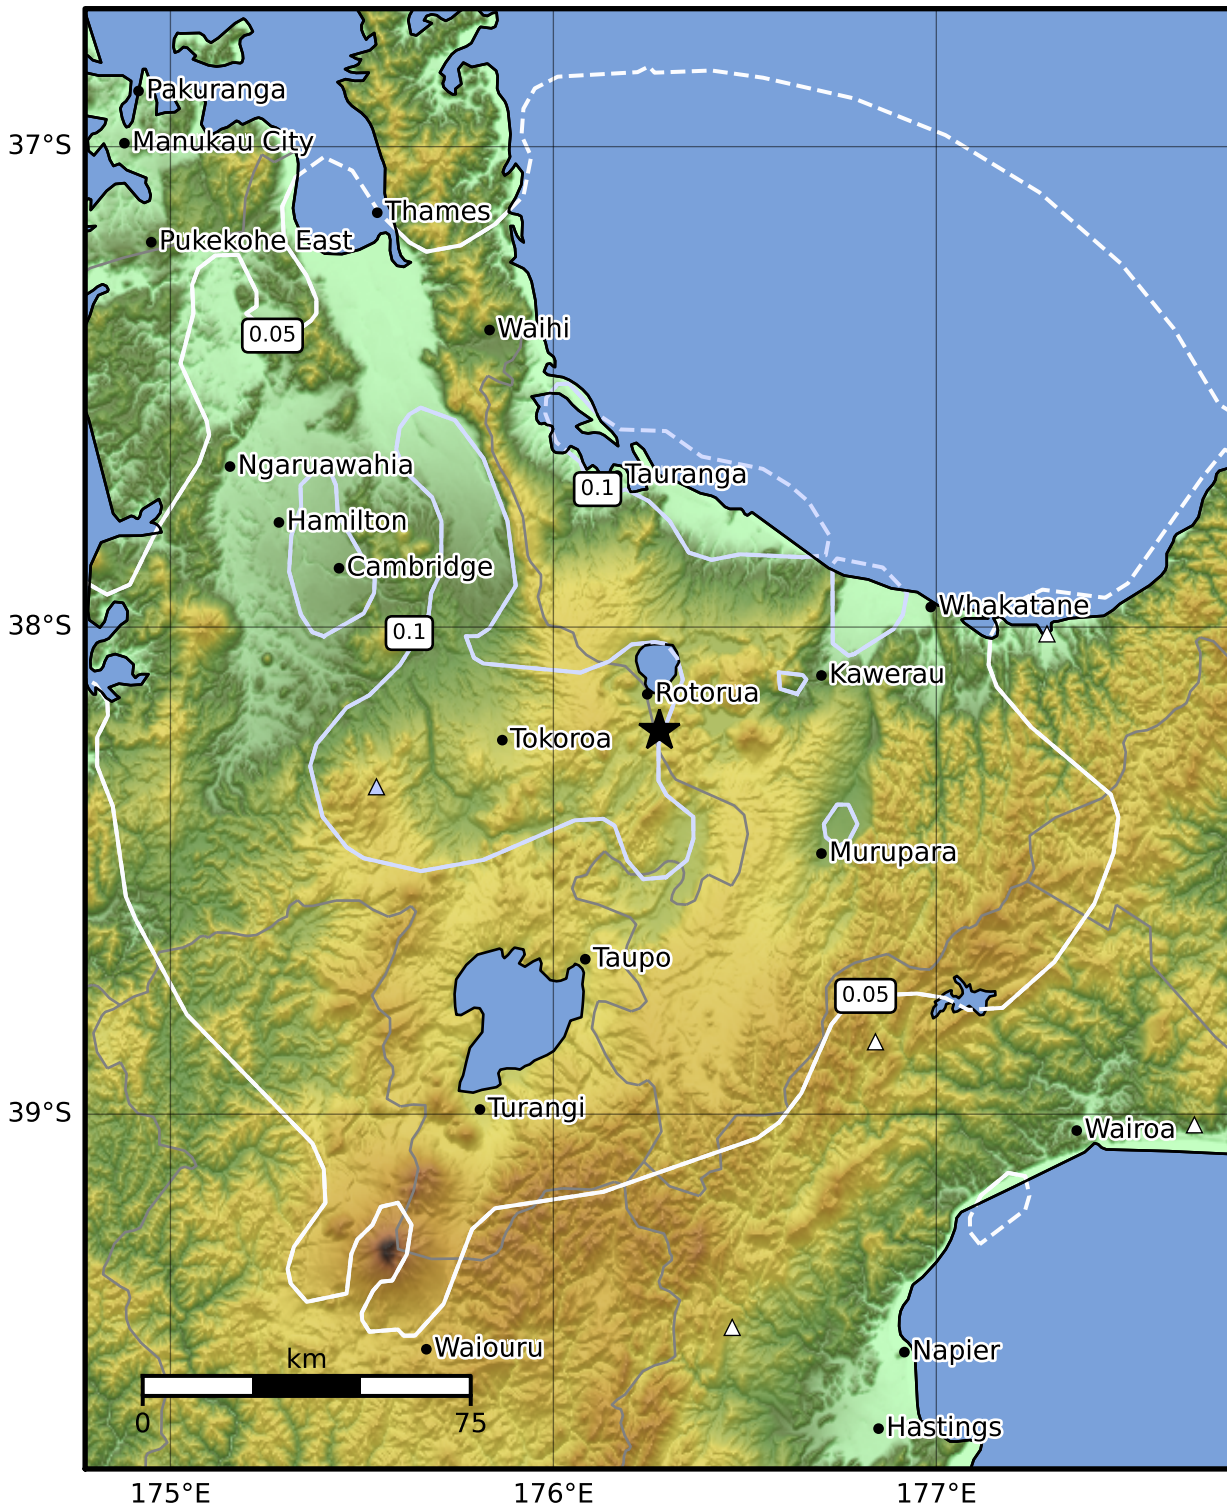 Pakuranga
37°S
Manukau City
Thames
Pukekohe East
0.05
Waihi
Ngaruawahia
Tauranga
0.1
Hamilton
Cambridge
38°S
0.1
Whakatane
Kawerau
Rotorua
Tokoroa
Murupara
Taupo
0.05
39°S
Turangi
Wairoa
Waiouru
Napier
km
0 75
Hastings
175°E 176°E 177°E